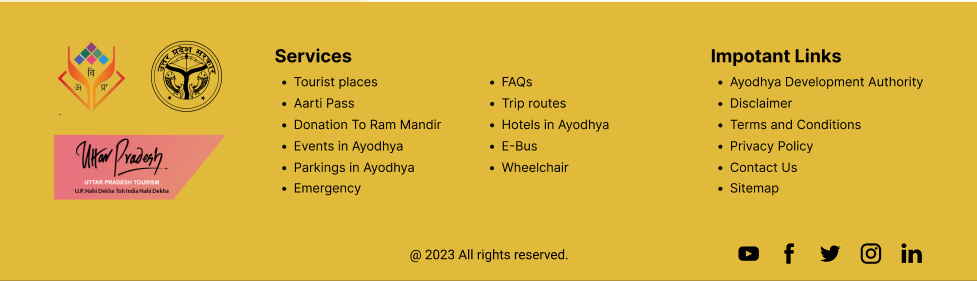 वि
अ प्रा
उत्तर प्रदेश सरकार
Uttar Pradesh
UTTAR PRADESH TOURISM
U.P. Nahi Dekha Toh India Nahi Dekha
Services
• Tourist places
• Aarti Pass
• Donation To Ram Mandir
• Events in Ayodhya
• Parkings in Ayodhya
• Emergency
• FAQs
• Trip routes
• Hotels in Ayodhya
• E-Bus
• Wheelchair
Impotant Links
• Ayodhya Development Authority
• Disclaimer
• Terms and Conditions
• Privacy Policy
• Contact Us
• Sitemap
@ 2023 All rights reserved.